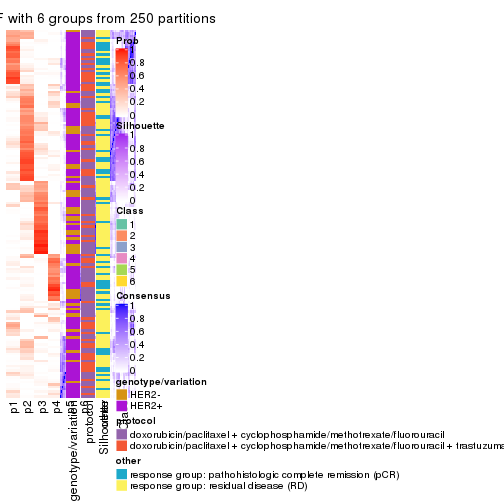 F with 6 groups from 250 partitions
Prob
1
0.8
0.6
0.4
0.2
0
Silhouette
1
0.8
0.6
0.4
0.2
0
Class
1
2
3
4
5
6
Consensus
1
0.8
0.6
0.4
0.2
0
genotype/variation
HER2-
HER2+
protocol
doxorubicin/paclitaxel + cyclophosphamide/methotrexate/fluorouracil
doxorubicin/paclitaxel + cyclophosphamide/methotrexate/fluorouracil + trastuzuma
other
response group: pathohistologic complete remission (pCR)
response group: residual disease (RD)
p1
p2
p3
p4
genotype/variation
protocol
Silhouette